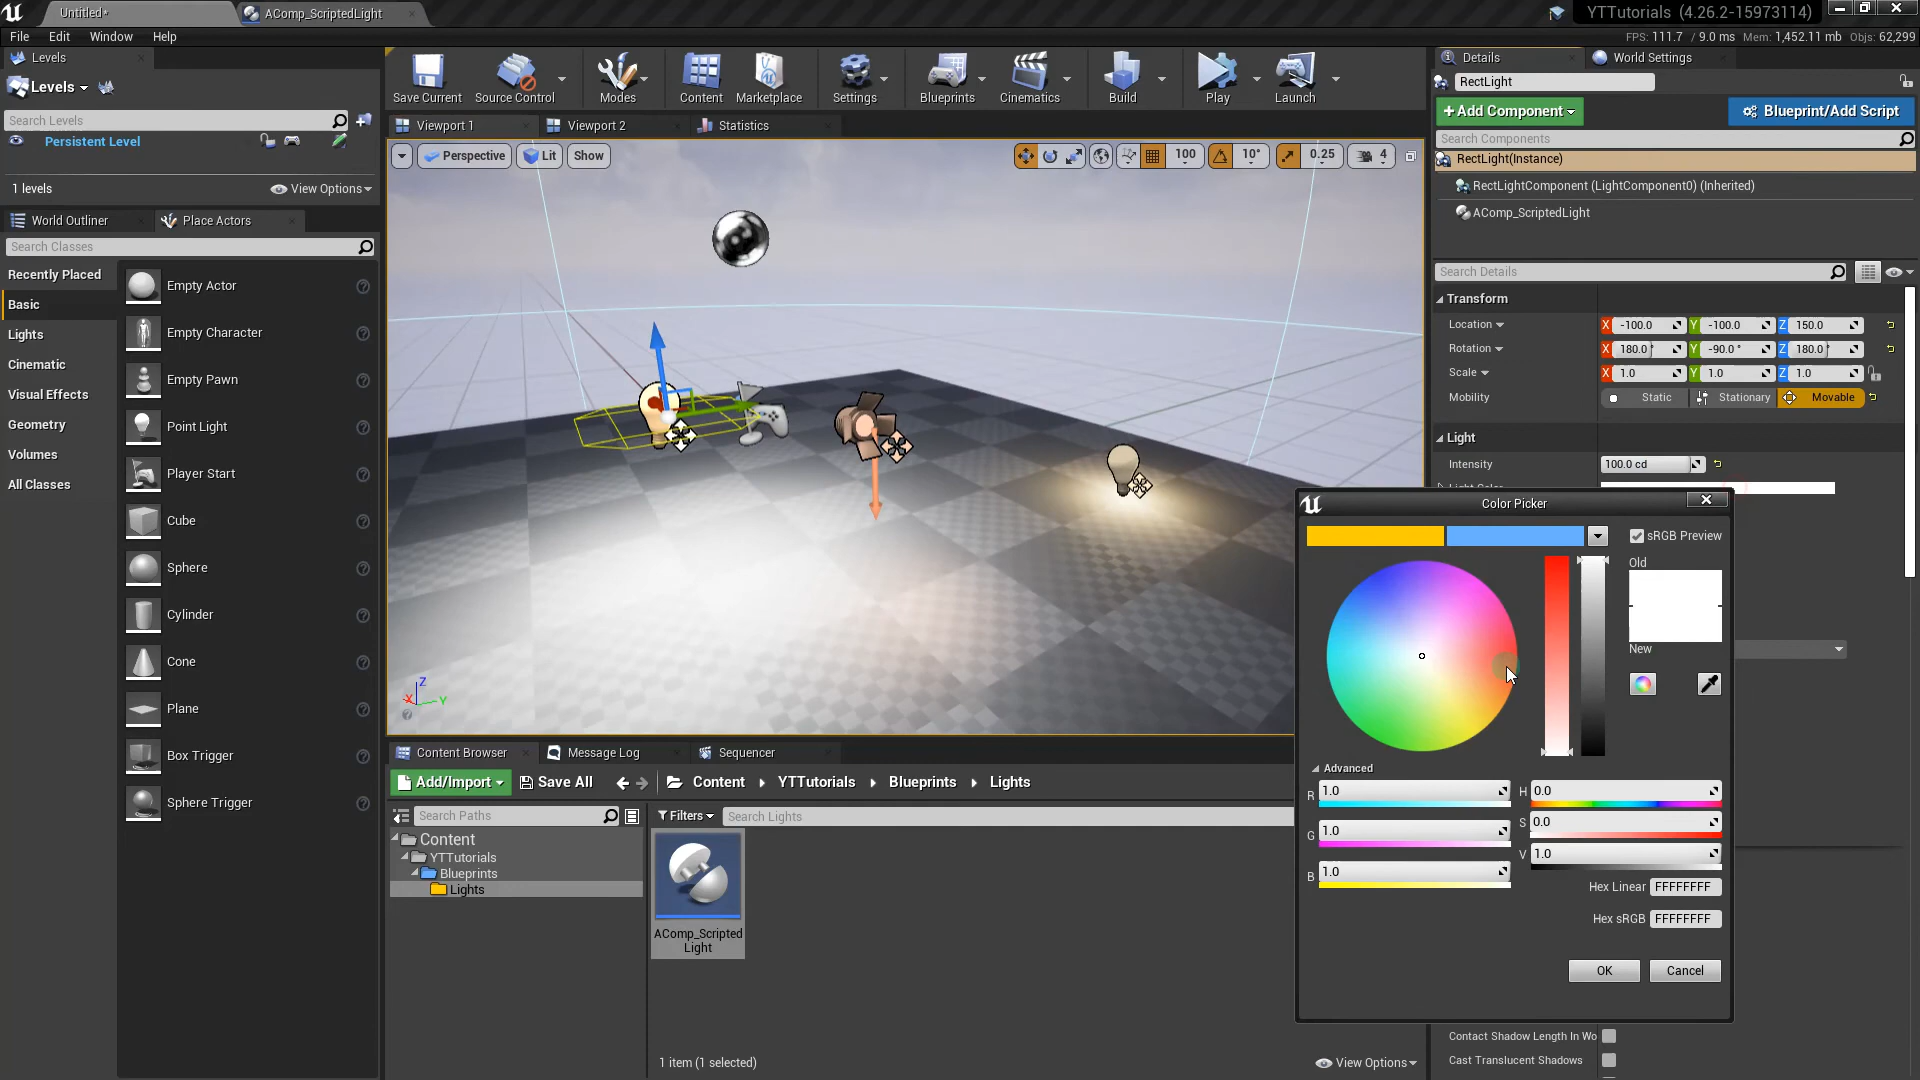 Untitled*
AComp_ScriptedLight
YTTutorials (4.26.2-15973114)
File
Edit
Window
Help
FPS: 111.7 / 9.0 ms Mem: 1,452.11 mb Objs: 62,299
Levels
Levels
Search Levels
Persistent Level
1 levels
View Options
World Outliner
Place Actors
Search Classes
Recently Placed
Basic
Lights
Cinematic
Visual Effects
Geometry
Volumes
All Classes
Empty Actor
Empty Character
Empty Pawn
Point Light
Player Start
Cube
Sphere
Cylinder
Cone
Plane
Box Trigger
Sphere Trigger
Save Current
Source Control
Modes
Content
Marketplace
Settings
Blueprints
Cinematics
Build
Play
Launch
Viewport 1
Viewport 2
Statistics
Perspective
Lit
Show
100
10°
0.25
4
Z
X
Y
Content Browser
Message Log
Sequencer
Add/Import
Save All
Content
YTTutorials
Blueprints
Lights
Search Paths
Filters
Search Lights
Content
YTTutorials
Blueprints
Lights
AComp_Scripted
Light
1 item (1 selected)
View Options
Details
World Settings
RectLight
+Add Component
Blueprint/Add Script
Search Components
RectLight(Instance)
RectLightComponent (LightComponent0) (Inherited)
AComp_ScriptedLight
Search Details
Transform
Location
X -100.0
Y -100.0
Z 150.0
Rotation
X 180.0°
Y -90.0 °
Z 180.0°
Scale
X 1.0
Y 1.0
Z 1.0
Mobility
Static
Stationary
Movable
Light
Intensity
100.0 cd
Light Color
Color Picker
sRGB Preview
Old
New
Advanced
R 1.0
G 1.0
B 1.0
H 0.0
S 0.0
V 1.0
Hex Linear FFFFFFFF
Hex sRGB FFFFFFFF
OK
Cancel
Contact Shadow Length In Wo
Cast Translucent Shadows